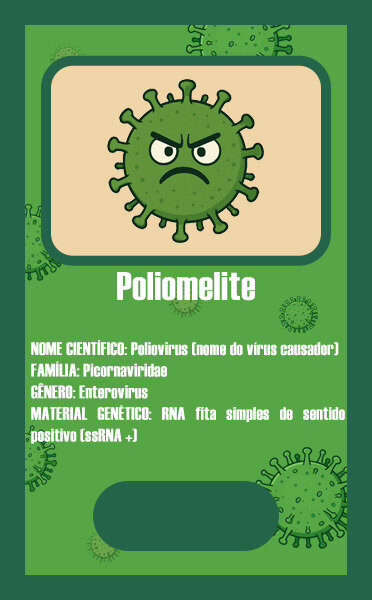 Poliomelite
NOME CIENTÍFICO: Poliovirus (nome do vírus causador)
FAMÍLIA: Picornaviridae
GÊNERO: Enterovirus
MATERIAL GENÉTICO: RNA fita simples de sentido
positivo (ssRNA +)